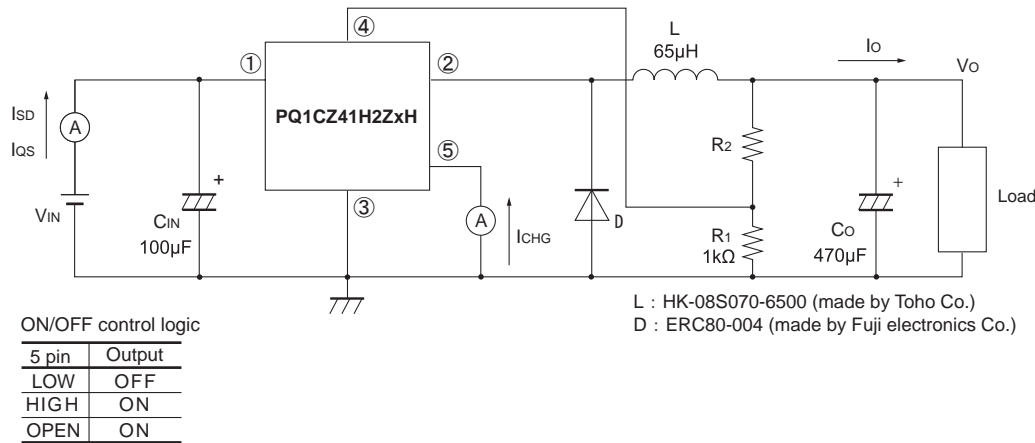 ④
L
65μH
IO
VO
①
②
ISD
IQS
A
PQ1CZ41H2ZxH
R2
⑤
+
+
VIN
CIN
100μF
③
A
ICHG
D
R1
1kΩ
CO
470μF
Load
L : HK-08S070-6500 (made by Toho Co.)
D : ERC80-004 (made by Fuji electronics Co.)
ON/OFF control logic
5 pin Output
LOW OFF
HIGH ON
OPEN ON